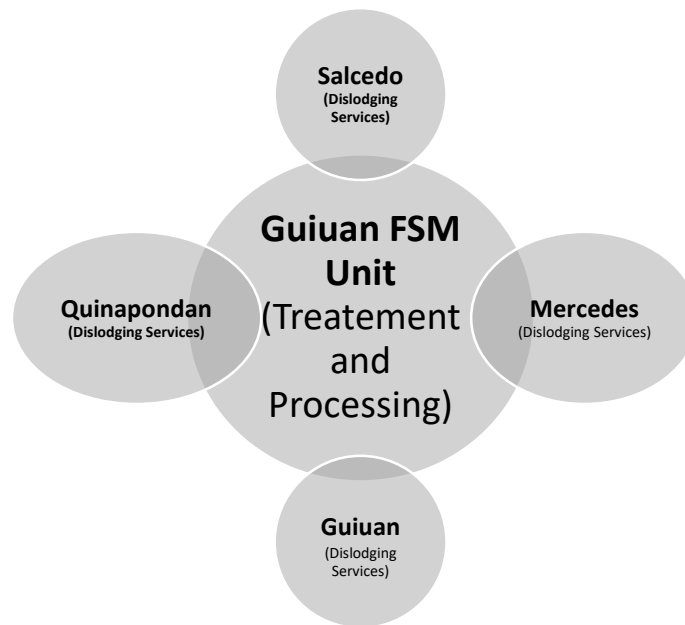 Salcedo
(Dislodging
Services)
Guiuan FSM
Unit
(Treatement
and
Processing)
Quinapondan
(Dislodging Services)
Mercedes
(Dislodging Services)
Guiuan
(Dislodging
Services)